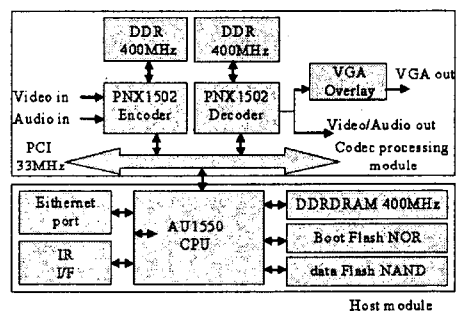 DDR
400MHz
DDR
400MHz
PNX1502
Encoder
PNX1502
Decoder
VGA
Overlay
VGA out
Video in
Audio in
Video/Audio out
PCI
33MHz
Codec processing
module
Eithernet
port
AU1550
CPU
IR
I/F
DDRDRAM 400MHz
Boot Flash NOR
data Flash NAND
Host module